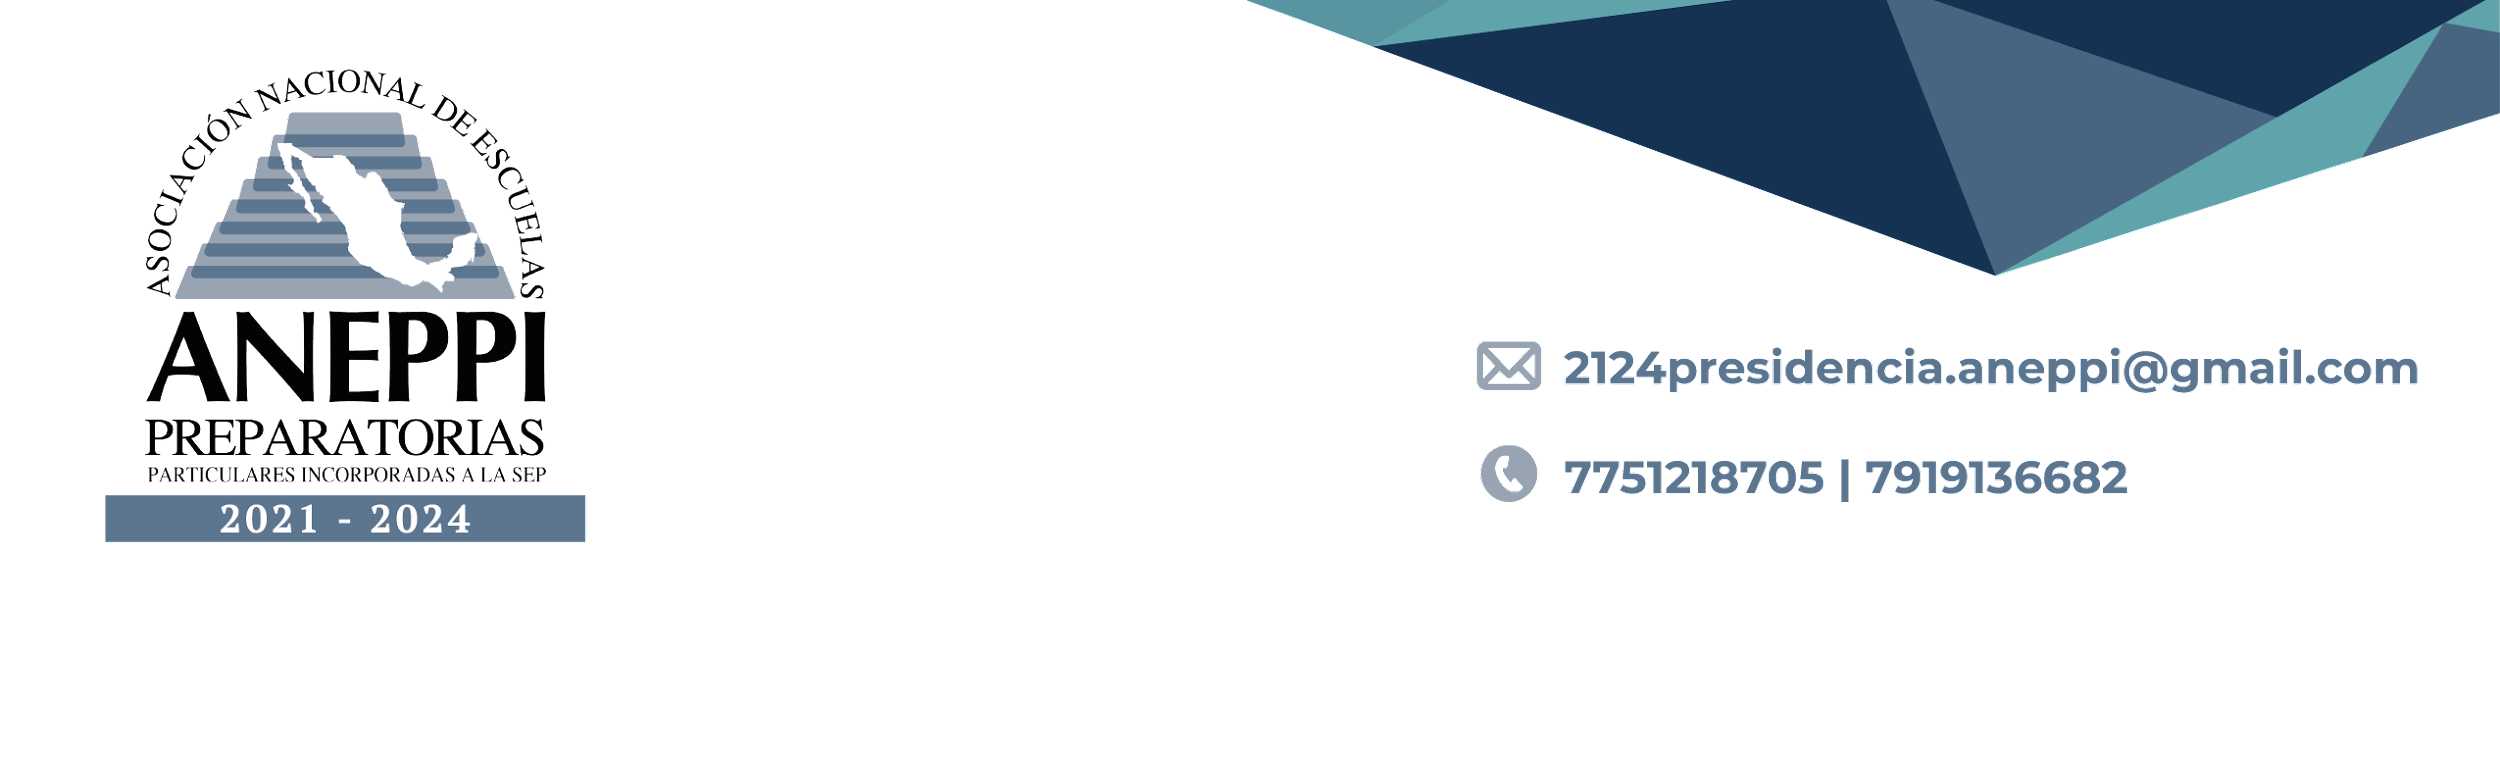 ASOCIACIÓN NACIONAL DE ESCUELAS
ANEPPI
PREPARATORIAS
PARTICULARES INCORPORADAS A LA SEP
2021 - 2024
2124presidencia.aneppi@gmail.com
7751218705 | 7919136682